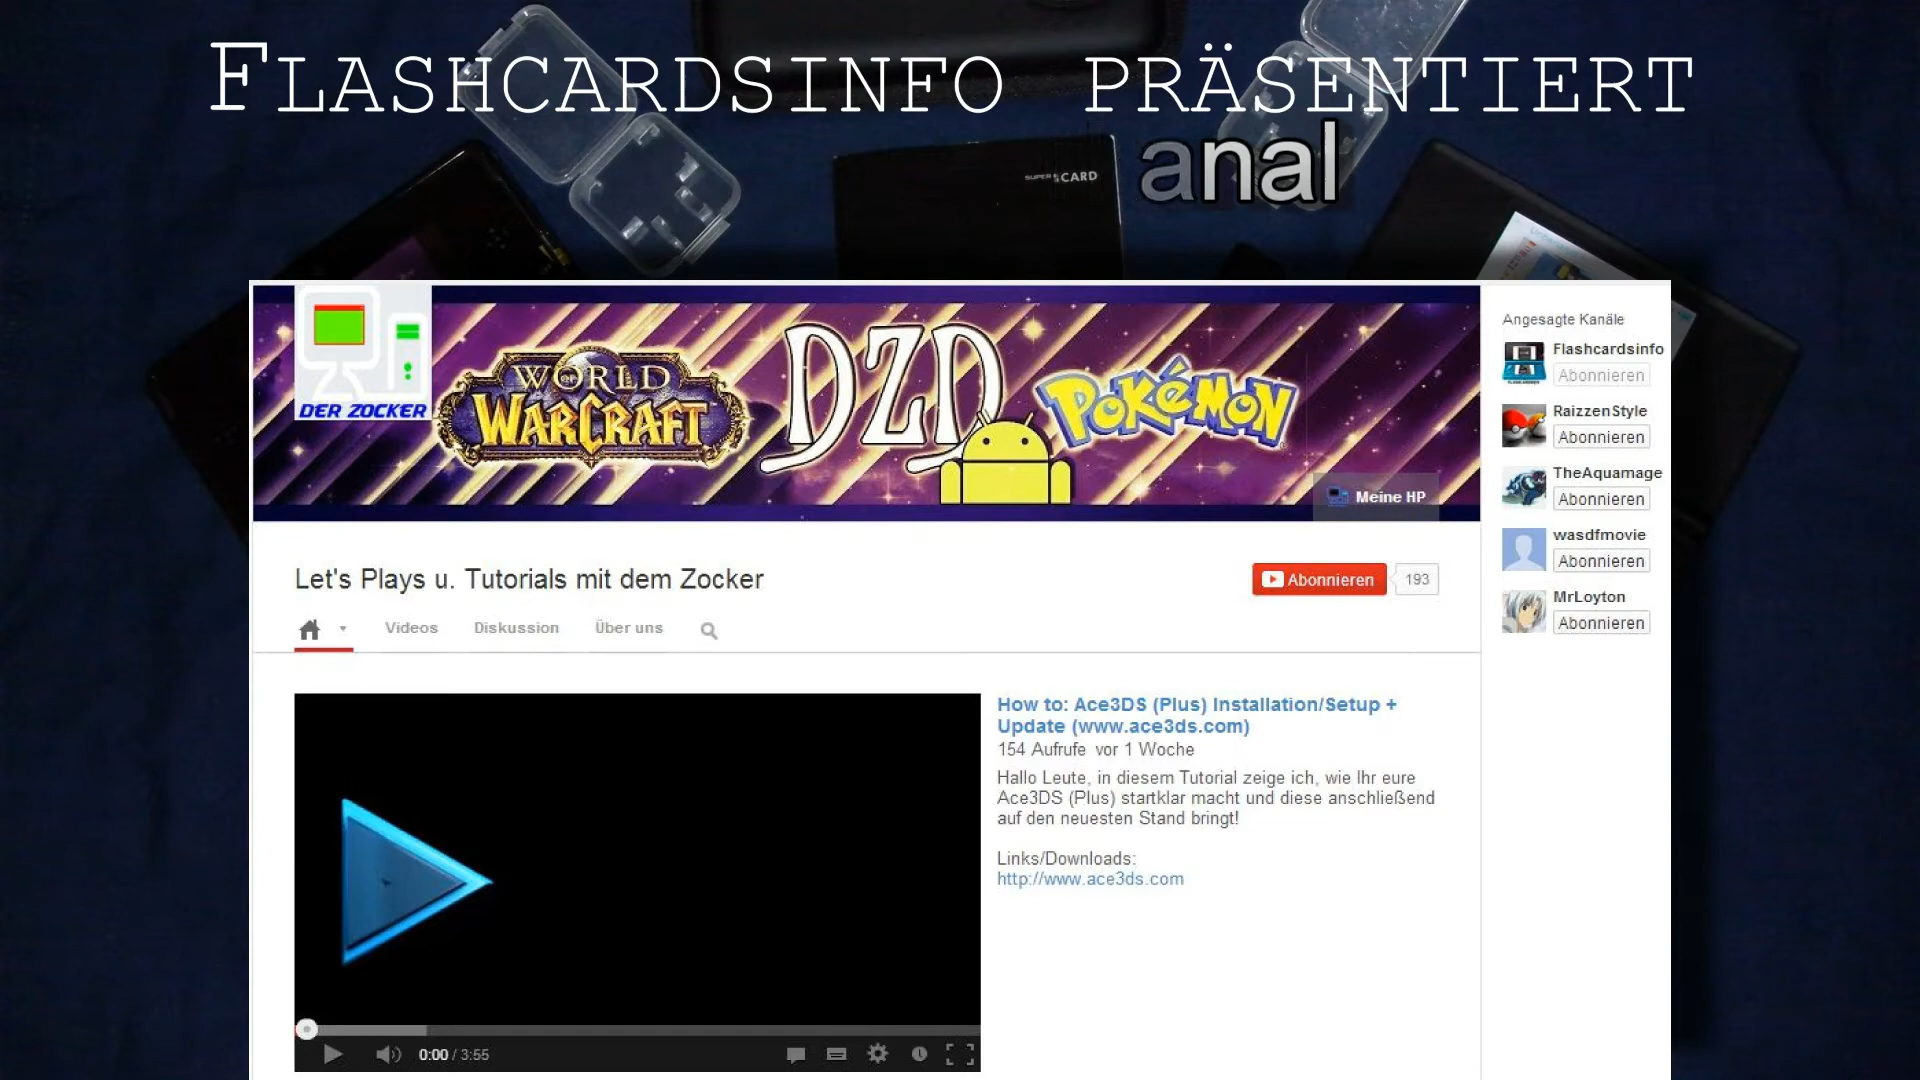 FLASHCARDSINFO PRÄSENTIERT
anal
SUPER CARD
DER ZOCKER
WORLD OF WARCRAFT
DZD
POKéMON
Meine HP
Angesagte Kanäle
Flashcardsinfo
Abonnieren
RaizzenStyle
Abonnieren
TheAquamage
Abonnieren
wasdfmovie
Abonnieren
MrLoyton
Abonnieren
Let's Plays u. Tutorials mit dem Zocker
Abonnieren 193
Videos Diskussion Über uns
How to: Ace3DS (Plus) Installation/Setup +
Update (www.ace3ds.com)
154 Aufrufe vor 1 Woche
Hallo Leute, in diesem Tutorial zeige ich, wie Ihr eure
Ace3DS (Plus) startklar macht und diese anschließend
auf den neuesten Stand bringt!
Links/Downloads:
http://www.ace3ds.com
0:00 / 3:55